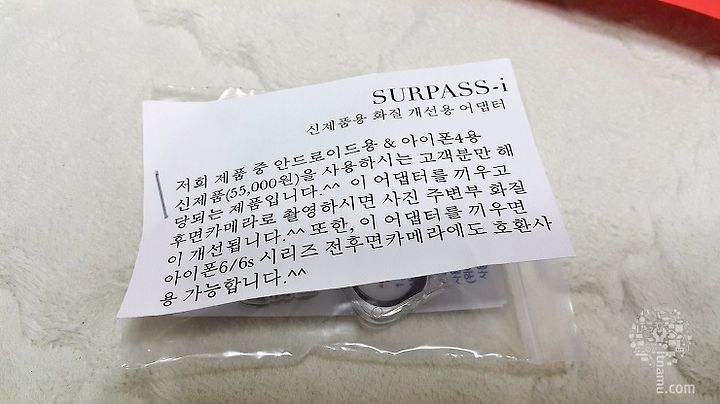 SURPASS-i
신제품용 화질 개선용 어댑터
저희 제품 중 안드로이드용 & 아이폰4용
신제품(55,000원)을 사용하시는 고객분만 해
당되는 제품입니다.^^ 이 어댑터를 끼우고
후면카메라로 촬영하시면 사진 주변부 화질
이 개선됩니다.^^ 또한, 이 어댑터를 끼우면
아이폰6/6s 시리즈 전후면카메라에도 호환사
용 가능합니다.^^
itnamu.com